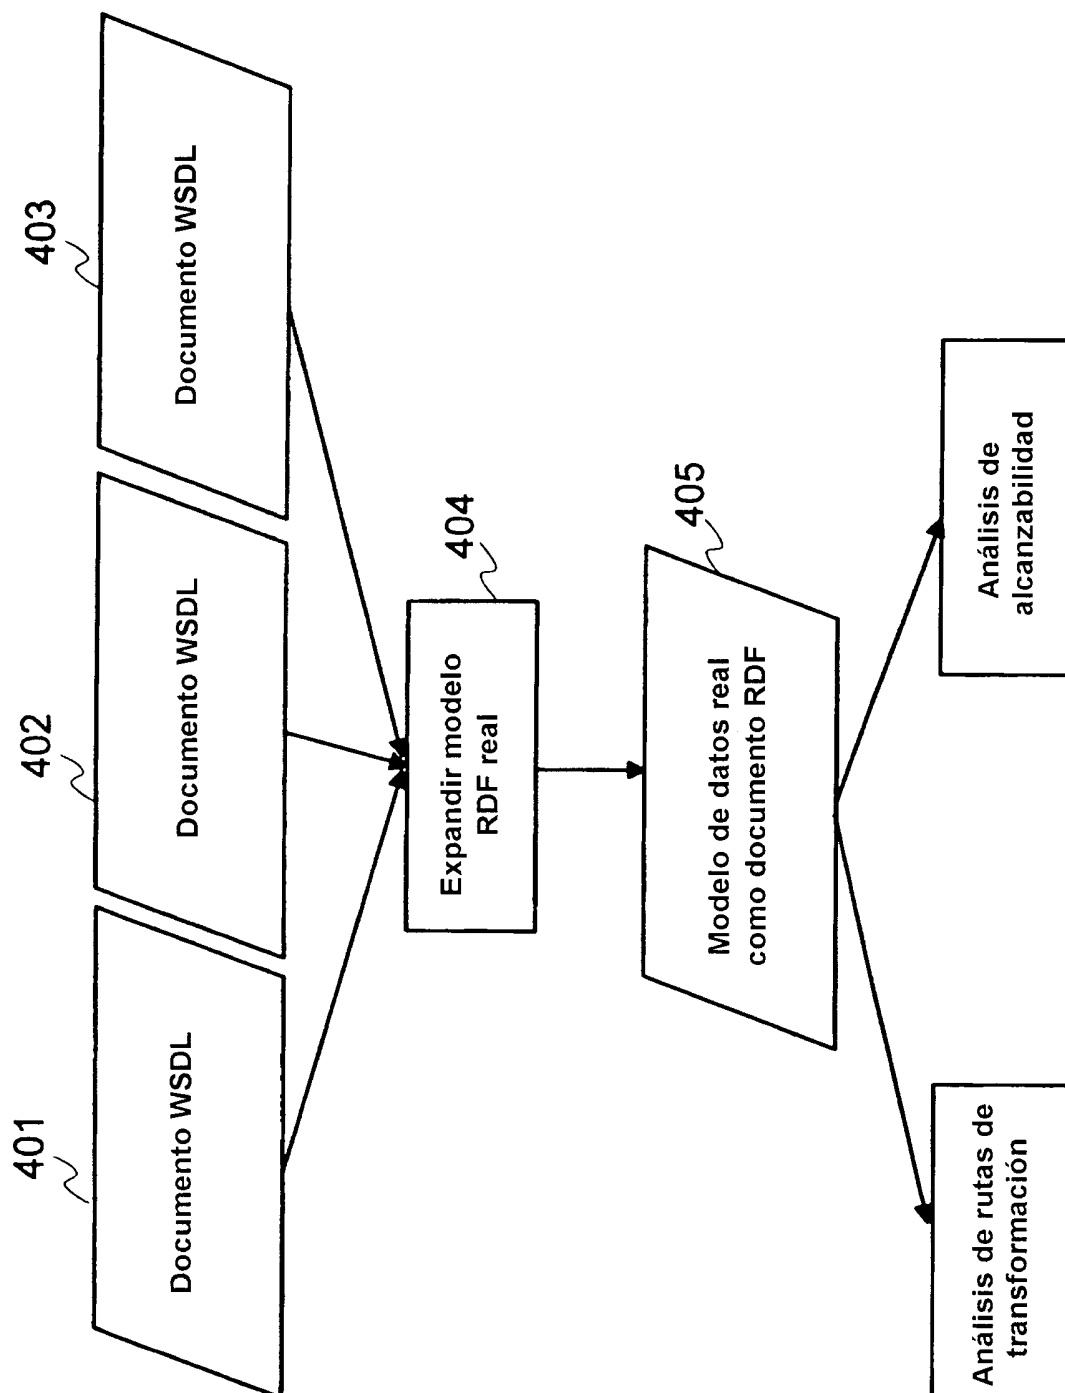 401
Documento WSDL
402
Documento WSDL
403
Documento WSDL
404
Expandir modelo
RDF real
405
Modelo de datos real
como documento RDF
Análisis de rutas de
transformación
Análisis de
alcanzabilidad